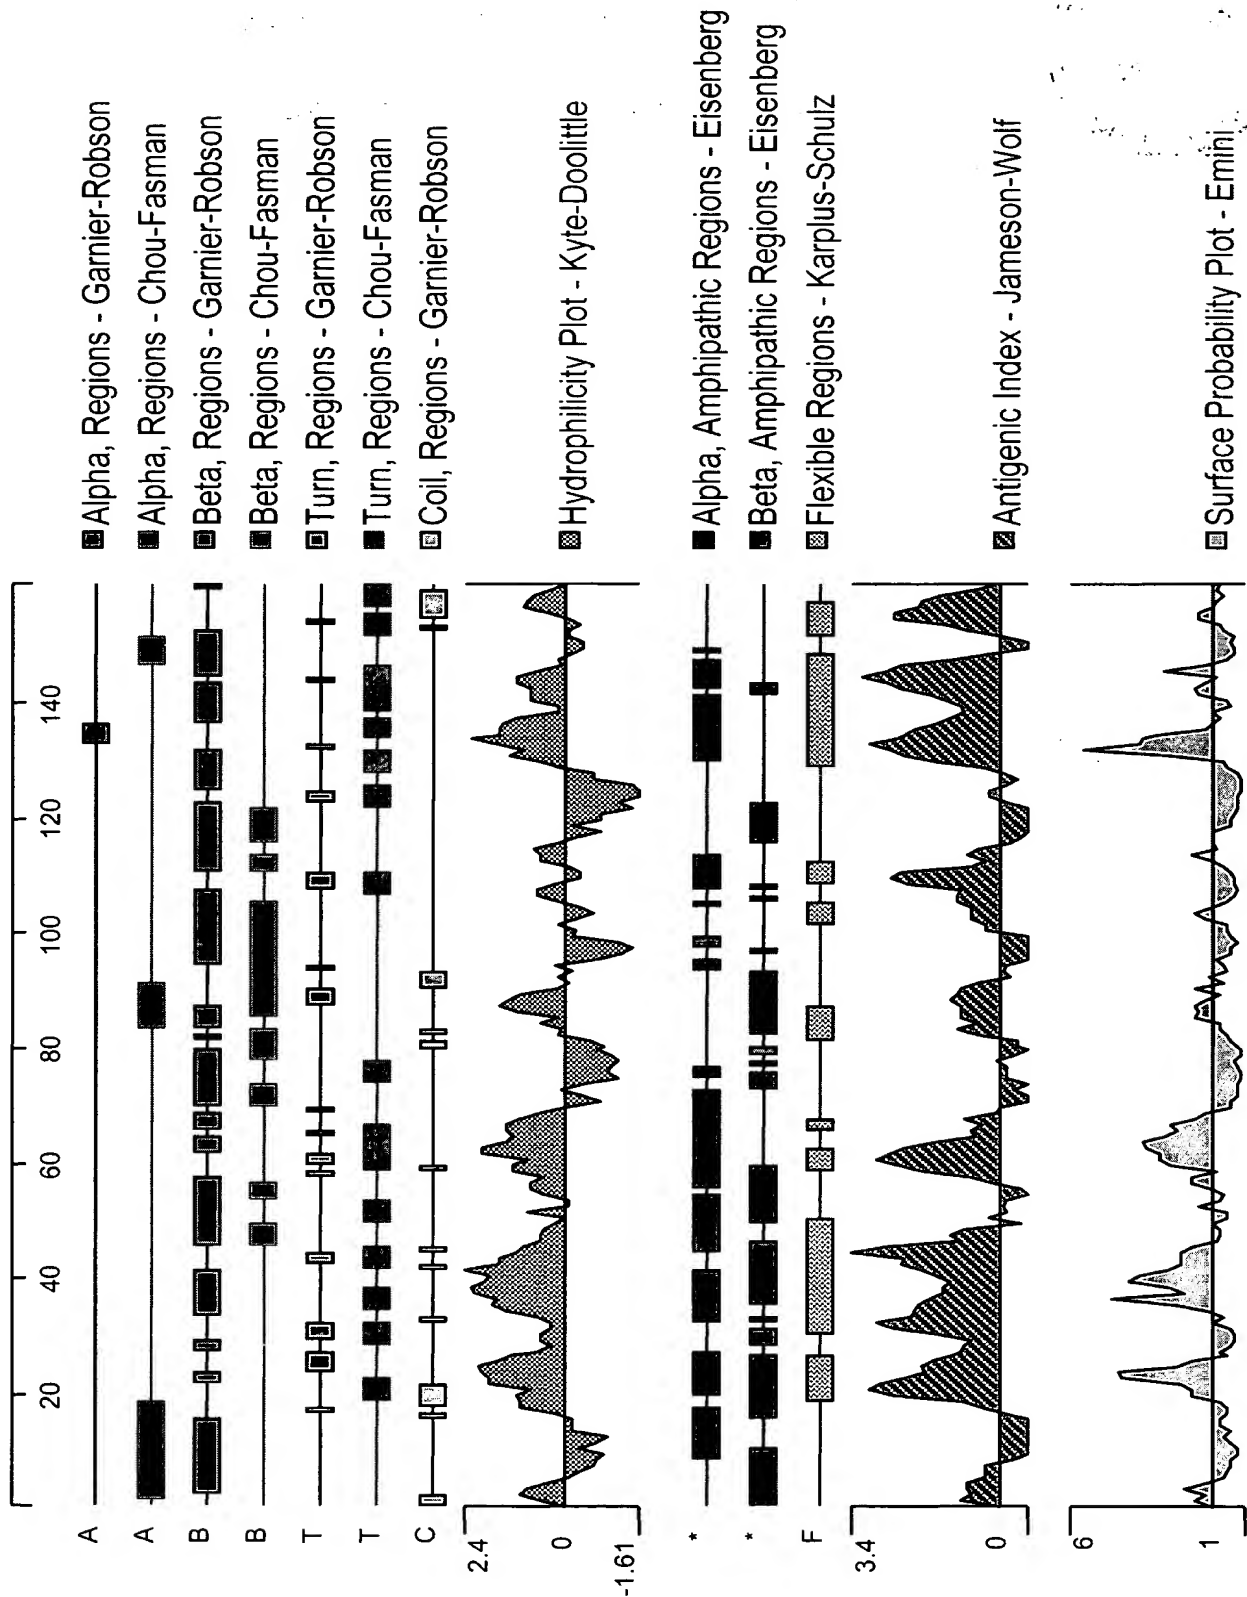 20 40 60 80 100 120 140
A Alpha, Regions - Garnier-Robson
A Alpha, Regions - Chou-Fasman
B Beta, Regions - Garnier-Robson
B Beta, Regions - Chou-Fasman
T Turn, Regions - Garnier-Robson
T Turn, Regions - Chou-Fasman
C Coil, Regions - Garnier-Robson
2.4
0 Hydrophilicity Plot - Kyte-Doolittle
-1.61
* Alpha, Amphipathic Regions - Eisenberg
* Beta, Amphipathic Regions - Eisenberg
F Flexible Regions - Karplus-Schulz
3.4
0 Antigenic Index - Jameson-Wolf
6
1 Surface Probability Plot - Emini